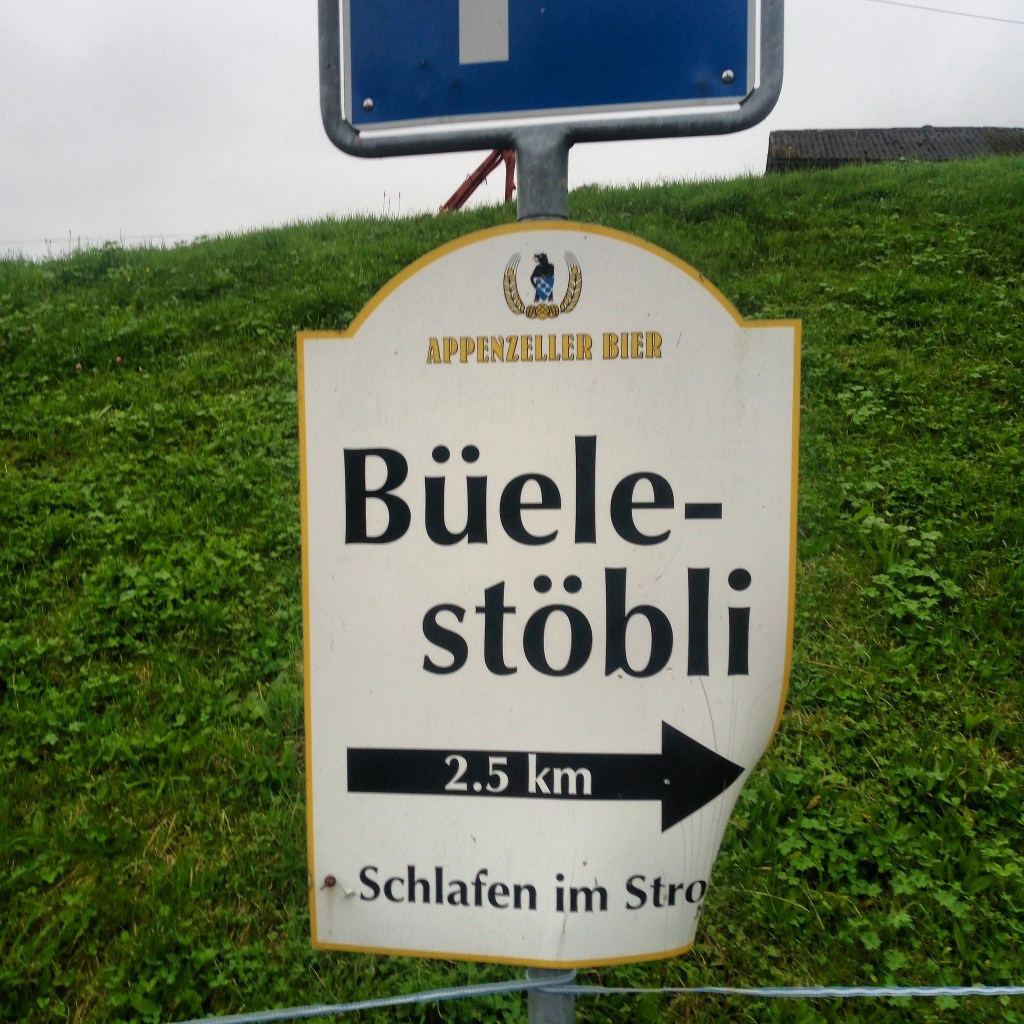 APPENZELLER BIER
Büele-
stöbli
2.5 km
Schlafen im Stro